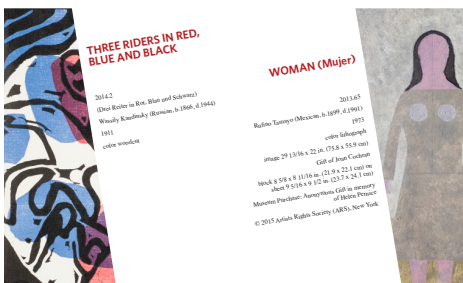 THREE RIDERS IN RED,
BLUE AND BLACK
2014.2
(Drei Reiter in Rot, Blau und Schwarz)
Wassily Kandinsky (Russian, b.1866, d.1944)
1911
color woodcut
WOMAN (Mujer)
2013.65
Rufino Tamayo (Mexican, b.1899, d.1991)
1973
color lithograph
image 29 13/16 x 22 in. (75.8 x 55.9 cm)
Gift of Joan Cochran
block 8 5/8 x 8 11/16 in. (21.9 x 22.1 cm) on
sheet 9 5/16 x 9 1/2 in. (23.7 x 24.1 cm)
Museum Purchase: Anonymous Gift in memory
of Helen Pernice
© 2015 Artists Rights Society (ARS), New York